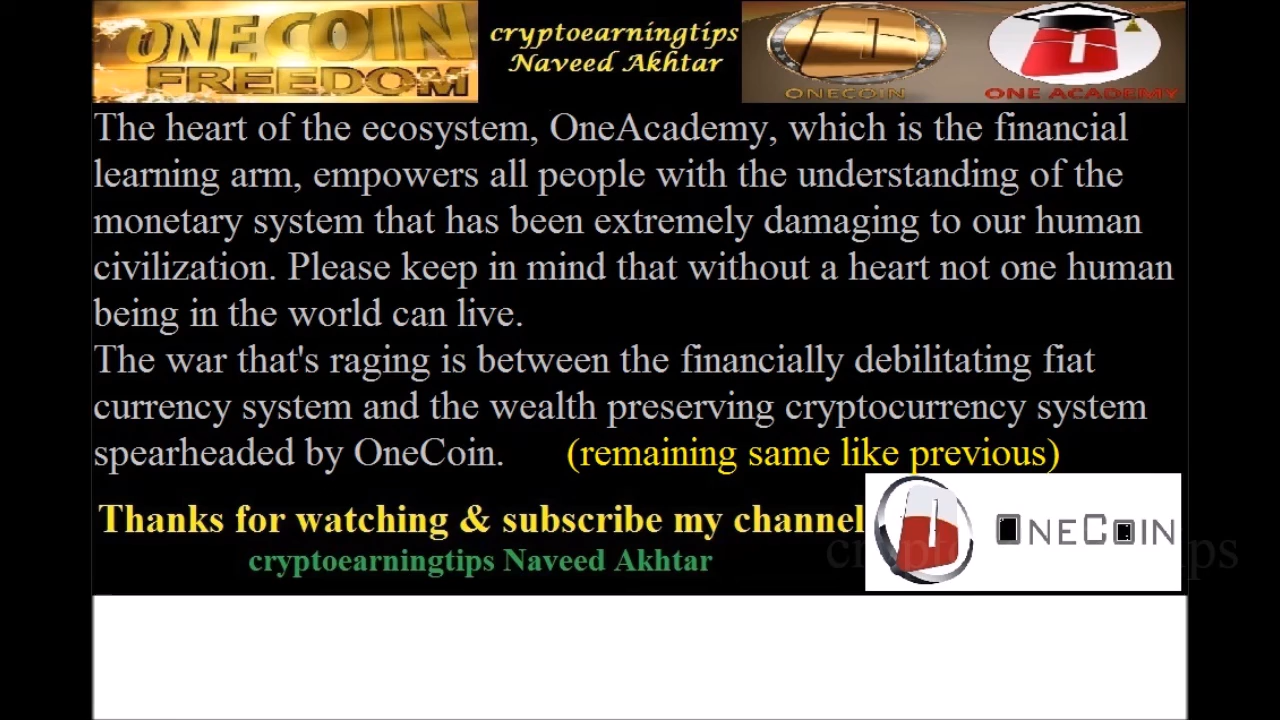 ONECOIN
FREEDOM
cryptoearningtips
Naveed Akhtar
ONECOIN
ONE ACADEMY
The heart of the ecosystem, OneAcademy, which is the financial
learning arm, empowers all people with the understanding of the
monetary system that has been extremely damaging to our human
civilization. Please keep in mind that without a heart not one human
being in the world can live.
The war that's raging is between the financially debilitating fiat
currency system and the wealth preserving cryptocurrency system
spearheaded by OneCoin. (remaining same like previous)
Thanks for watching & subscribe my channel
cryptoearningtips Naveed Akhtar
ONECOIN